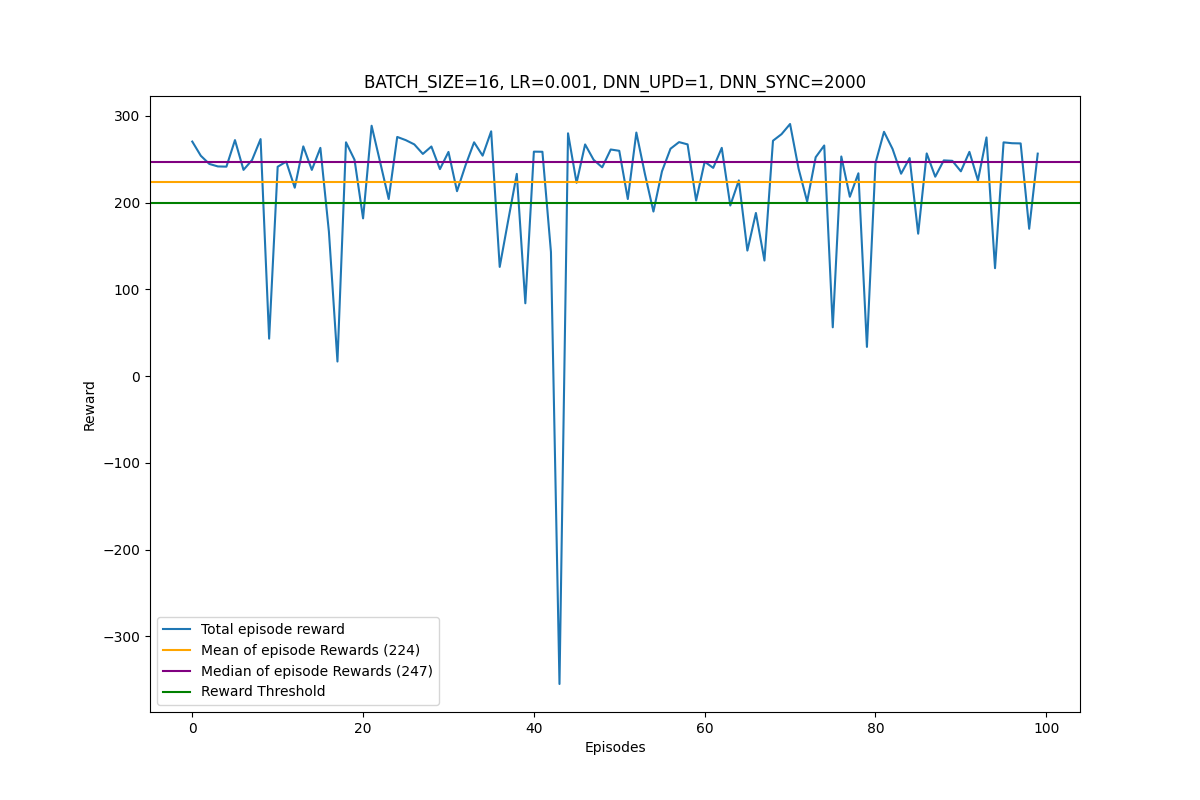 BATCH_SIZE=16, LR=0.001, DNN_UPD=1, DNN_SYNC=2000
300
200
100
0
−100
−200
−300
Reward
Total episode reward
Mean of episode Rewards (224)
Median of episode Rewards (247)
Reward Threshold
0 20 40 60 80 100
Episodes